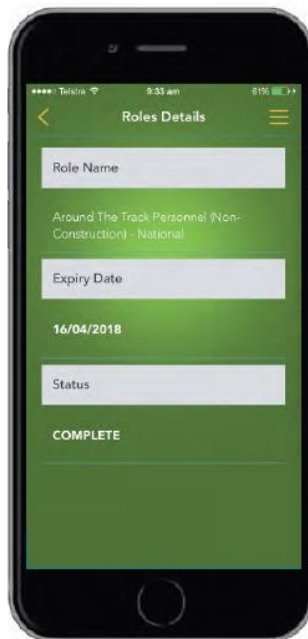 Telstra 9:33 am 61%
Roles Details
Role Name
Around The Track Personnel (Non-
Construction) - National
Expiry Date
16/04/2018
Status
COMPLETE